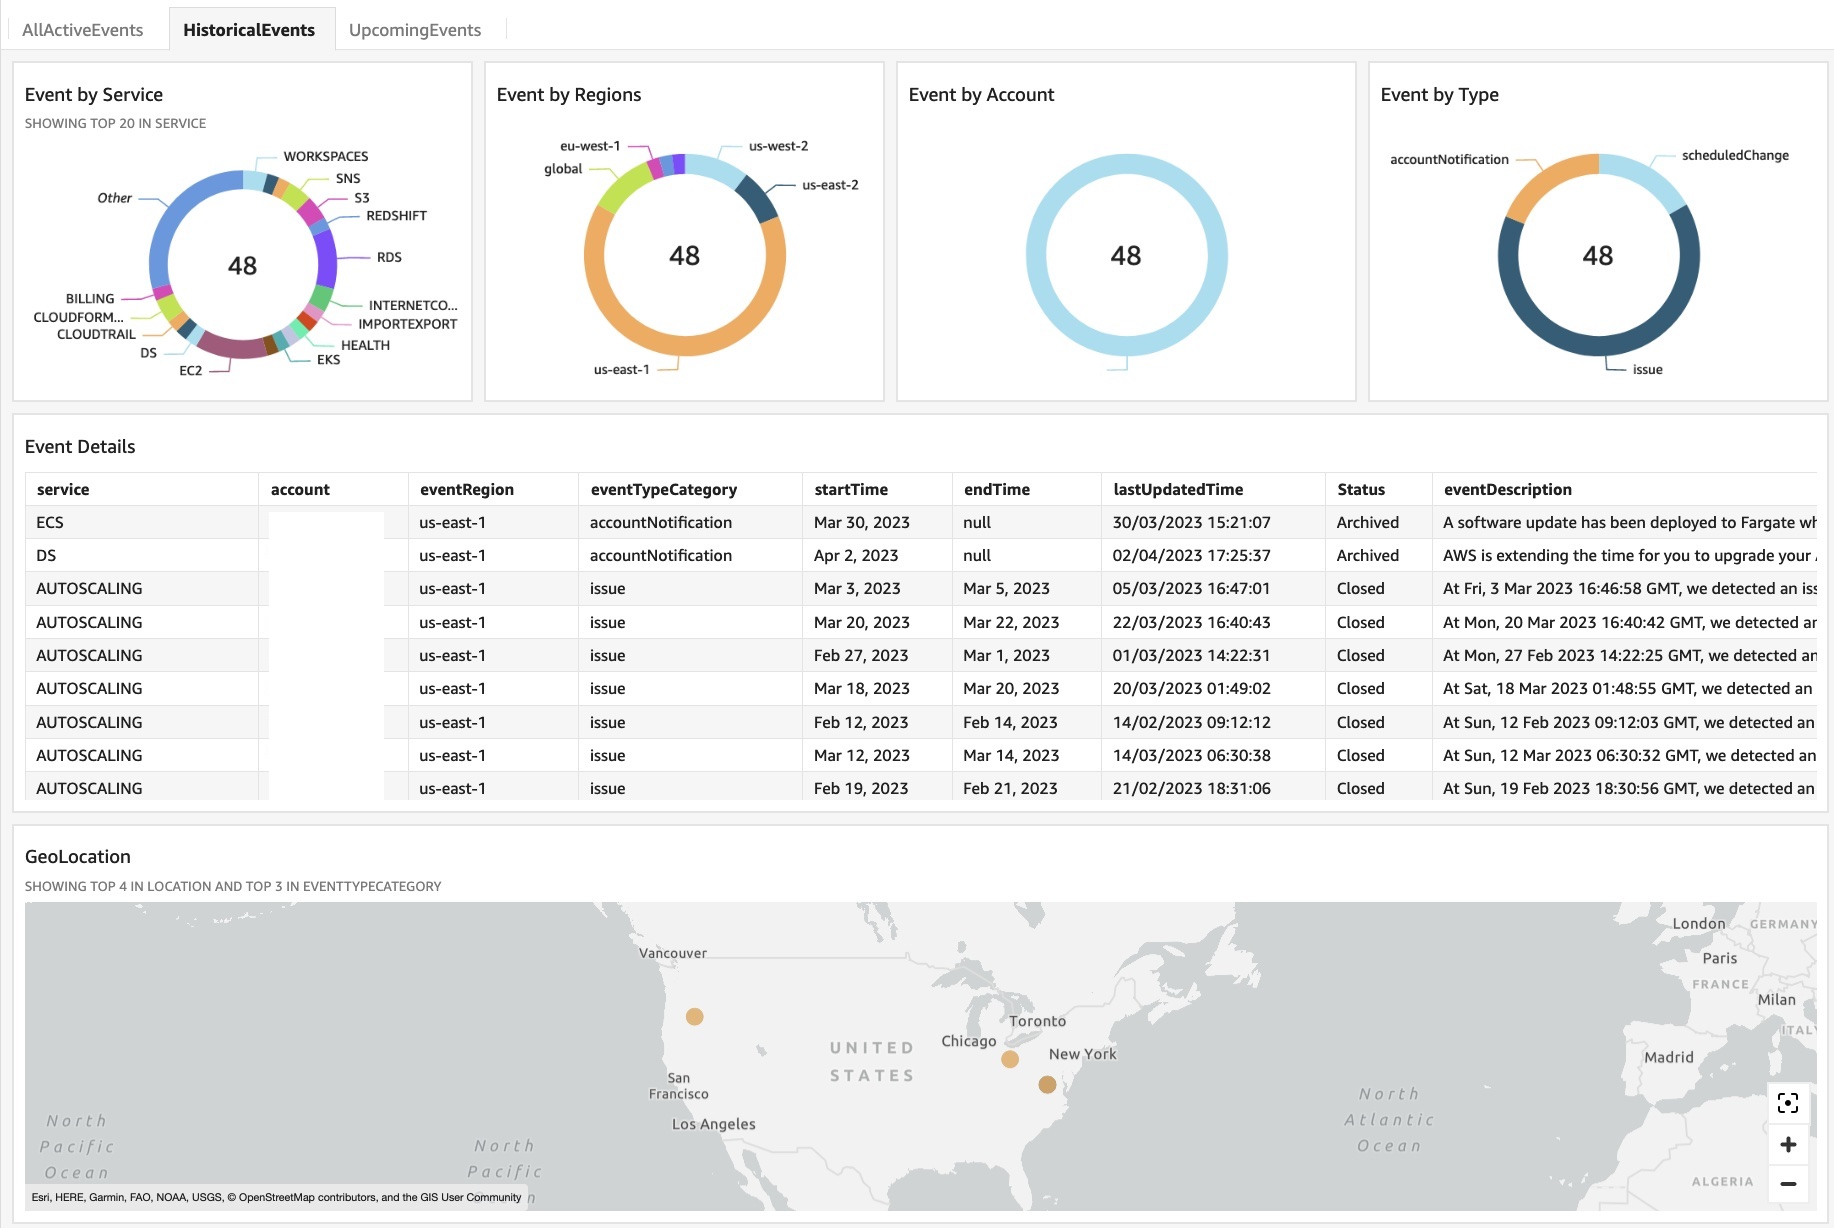 AllActiveEvents HistoricalEvents UpcomingEvents
Event by Service
SHOWING TOP 20 IN SERVICE
WORKSPACES
SNS
S3
REDSHIFT
RDS
INTERNETCO...
IMPORTEXPORT
HEALTH
EKS
EC2
DS
CLOUDTRAIL
CLOUDFORM...
BILLING
Other
48
Event by Regions
eu-west-1
global
us-west-2
us-east-2
us-east-1
48
Event by Account
48
Event by Type
accountNotification
scheduledChange
issue
48
Event Details
service account eventRegion eventTypeCategory startTime endTime lastUpdatedTime Status eventDescription
ECS us-east-1 accountNotification Mar 30, 2023 null 30/03/2023 15:21:07 Archived A software update has been deployed to Fargate wh
DS us-east-1 accountNotification Apr 2, 2023 null 02/04/2023 17:25:37 Archived AWS is extending the time for you to upgrade your
AUTOSCALING us-east-1 issue Mar 3, 2023 Mar 5, 2023 05/03/2023 16:47:01 Closed At Fri, 3 Mar 2023 16:46:58 GMT, we detected an iss
AUTOSCALING us-east-1 issue Mar 20, 2023 Mar 22, 2023 22/03/2023 16:40:43 Closed At Mon, 20 Mar 2023 16:40:42 GMT, we detected ar
AUTOSCALING us-east-1 issue Feb 27, 2023 Mar 1, 2023 01/03/2023 14:22:31 Closed At Mon, 27 Feb 2023 14:22:25 GMT, we detected an
AUTOSCALING us-east-1 issue Mar 18, 2023 Mar 20, 2023 20/03/2023 01:49:02 Closed At Sat, 18 Mar 2023 01:48:55 GMT, we detected an
AUTOSCALING us-east-1 issue Feb 12, 2023 Feb 14, 2023 14/02/2023 09:12:12 Closed At Sun, 12 Feb 2023 09:12:03 GMT, we detected an
AUTOSCALING us-east-1 issue Mar 12, 2023 Mar 14, 2023 14/03/2023 06:30:38 Closed At Sun, 12 Mar 2023 06:30:32 GMT, we detected an
AUTOSCALING us-east-1 issue Feb 19, 2023 Feb 21, 2023 21/02/2023 18:31:06 Closed At Sun, 19 Feb 2023 18:30:56 GMT, we detected an
GeoLocation
SHOWING TOP 4 IN LOCATION AND TOP 3 IN EVENTTYPECATEGORY
London
GERMANY
Vancouver
Paris
FRANCE
Milan
Toronto
ITALY
Chicago
UNITED
STATES
New York
Madrid
San
Francisco
Los Angeles
North
Pacific
Ocean
North
Pacific
North
Atlantic
Ocean
ALGERIA
Esri, HERE, Garmin, FAO, NOAA, USGS, © OpenStreetMap contributors, and the GIS User Community